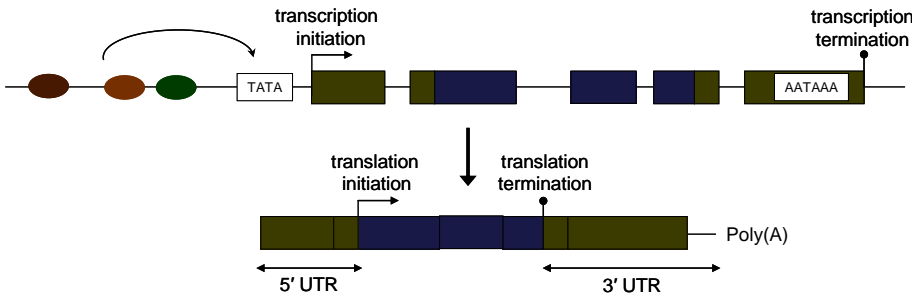 transcription
initiation
transcription
termination
TATA
AATAAA
translation
initiation
translation
termination
Poly(A)
5′ UTR
3′ UTR